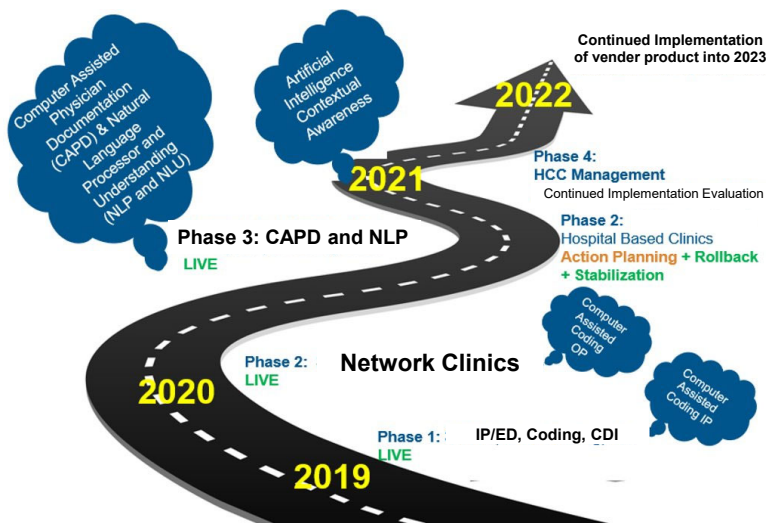 Continued Implementation
of vender product into 2023
2022
Computer Assisted
Physician
Documentation
(CAPD) & Natural
Language
Processor and
Understanding
(NLP and NLU)
Artificial
Intelligence
Contextual
Awareness
2021
Phase 4:
HCC Management
Continued Implementation Evaluation
Phase 2:
Hospital Based Clinics
Action Planning + Rollback
+ Stabilization
Phase 3: CAPD and NLP
LIVE
Computer
Assisted
Coding
OP
Phase 2: Network Clinics
LIVE
2020
Computer
Assisted
Coding IP
Phase 1: IP/ED, Coding, CDI
LIVE
2019